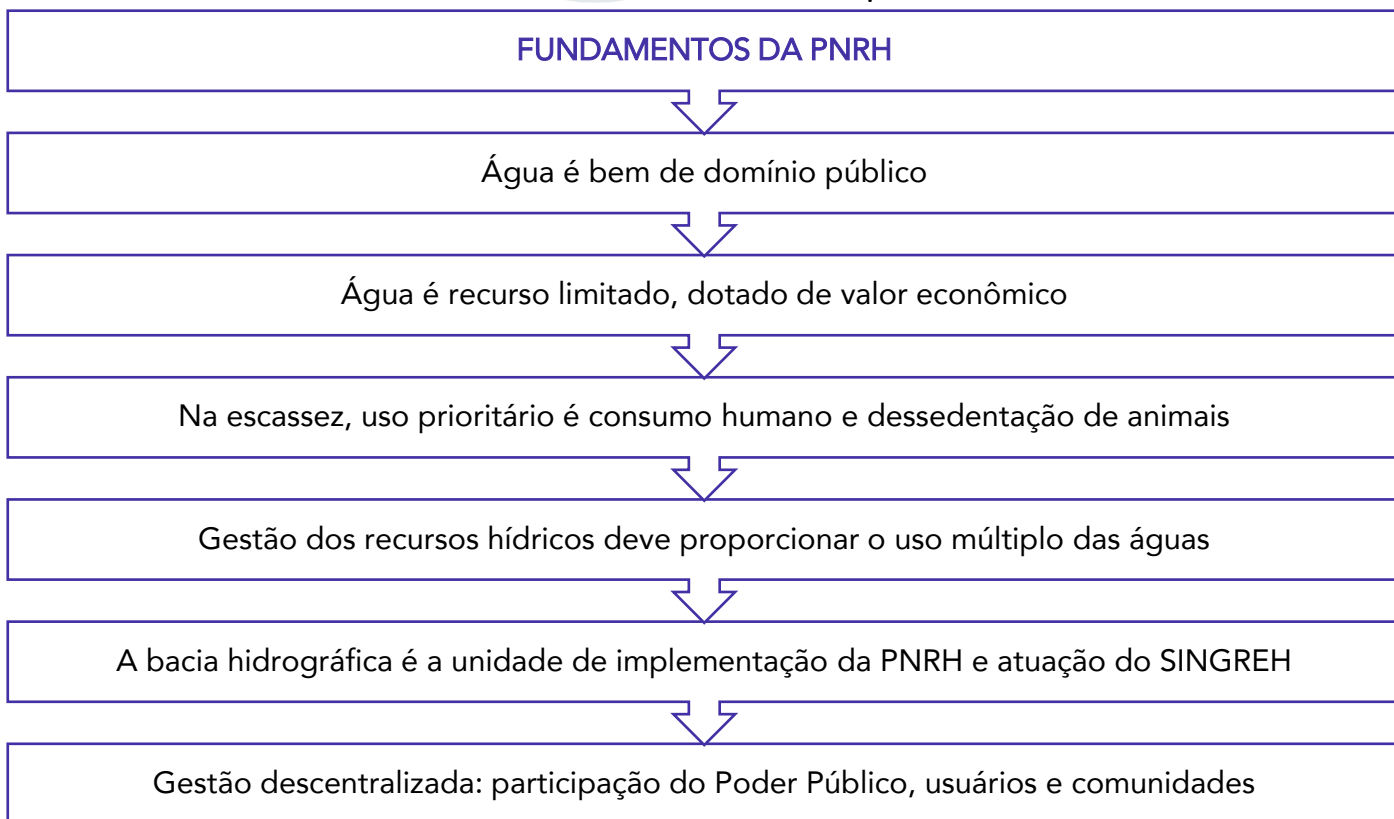 FUNDAMENTOS DA PNRH
Água é bem de domínio público
Água é recurso limitado, dotado de valor econômico
Na escassez, uso prioritário é consumo humano e dessedentação de animais
Gestão dos recursos hídricos deve proporcionar o uso múltiplo das águas
A bacia hidrográfica é a unidade de implementação da PNRH e atuação do SINGREH
Gestão descentralizada: participação do Poder Público, usuários e comunidades